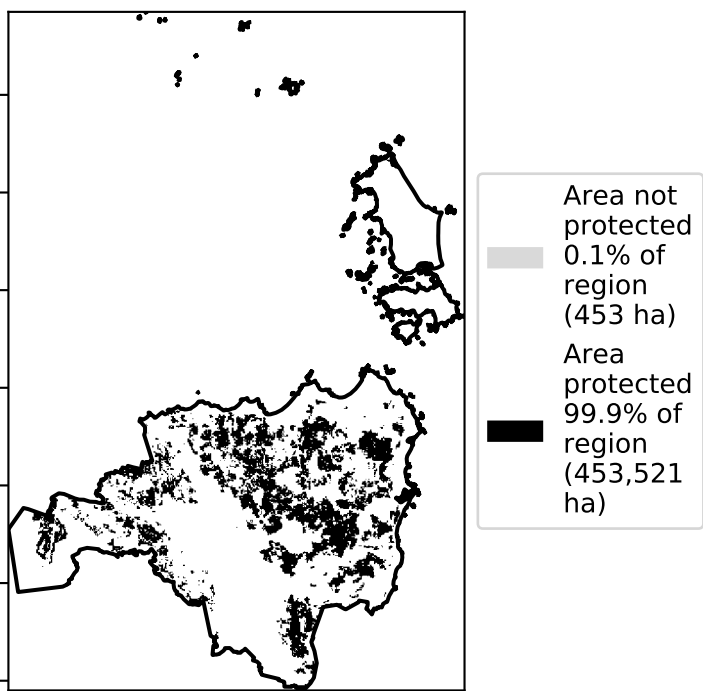 Area not
protected
0.1% of
region
(453 ha)
Area
protected
99.9% of
region
(453,521
ha)